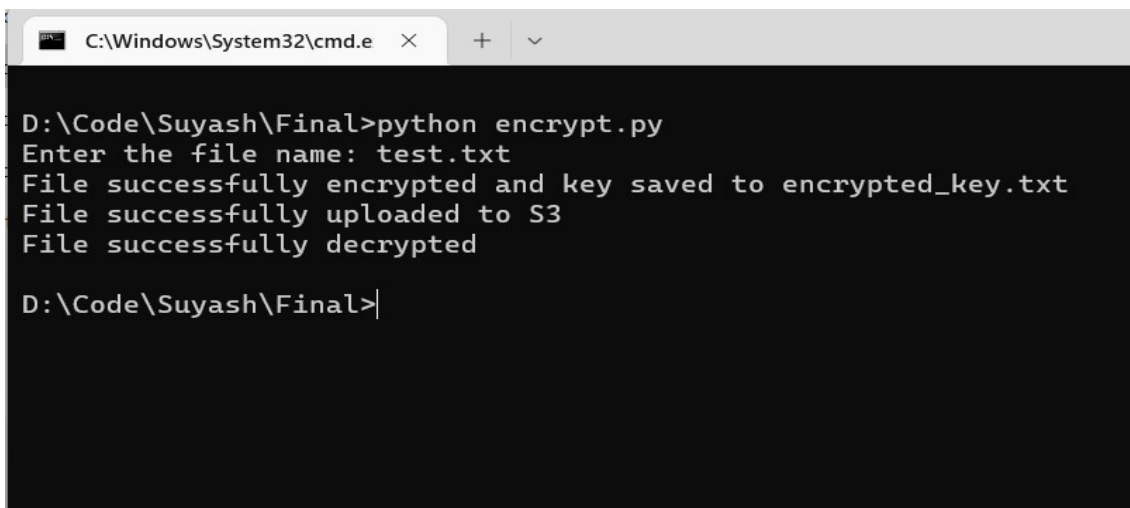 C:\Windows\System32\cmd.e
D:\Code\Suyash\Final>python encrypt.py
Enter the file name: test.txt
File successfully encrypted and key saved to encrypted_key.txt
File successfully uploaded to S3
File successfully decrypted
D:\Code\Suyash\Final>